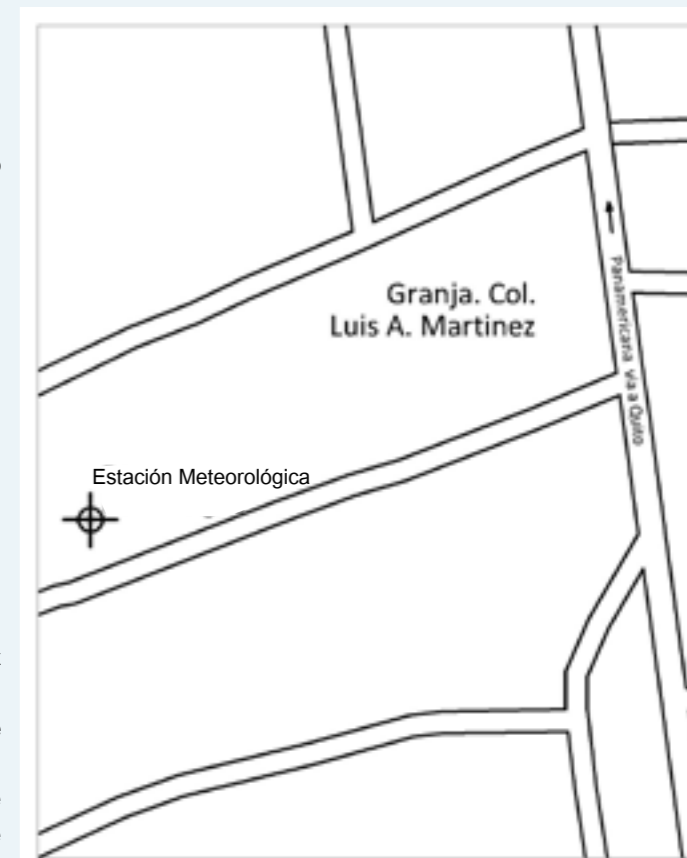 Granja. Col.
Luis A. Martinez
Panamericana via a Quito
Estación Meteorológica